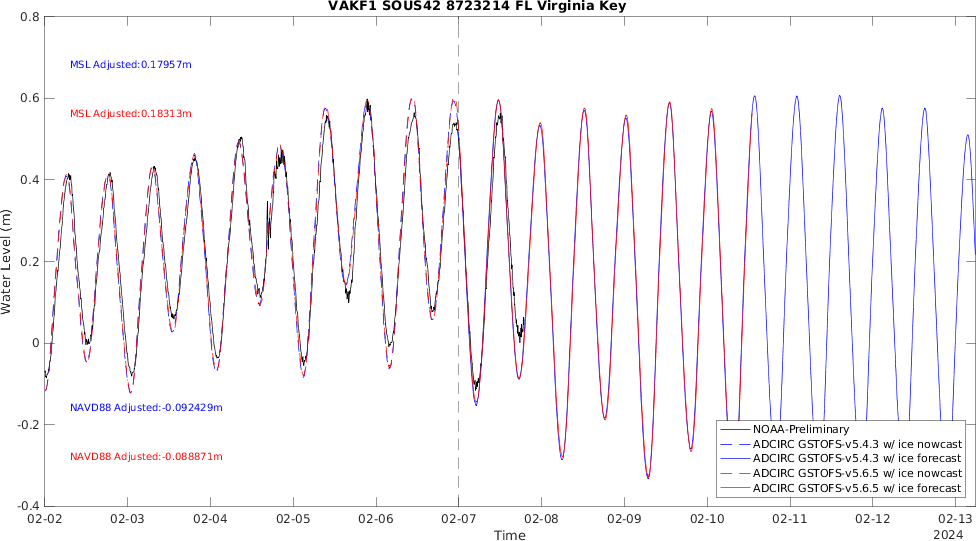 VAKF1 SOUS42 8723214 FL Virginia Key
0.8
0.6
0.4
0.2
0
-0.2
-0.4
Water Level (m)
MSL Adjusted:0.17957m
MSL Adjusted:0.18313m
NAVD88 Adjusted:-0.092429m
NAVD88 Adjusted:-0.088871m
NOAA-Preliminary
ADCIRC GSTOFS-v5.4.3 w/ ice nowcast
ADCIRC GSTOFS-v5.4.3 w/ ice forecast
ADCIRC GSTOFS-v5.6.5 w/ ice nowcast
ADCIRC GSTOFS-v5.6.5 w/ ice forecast
02-02 02-03 02-04 02-05 02-06 02-07 02-08 02-09 02-10 02-11 02-12 02-13
Time
2024